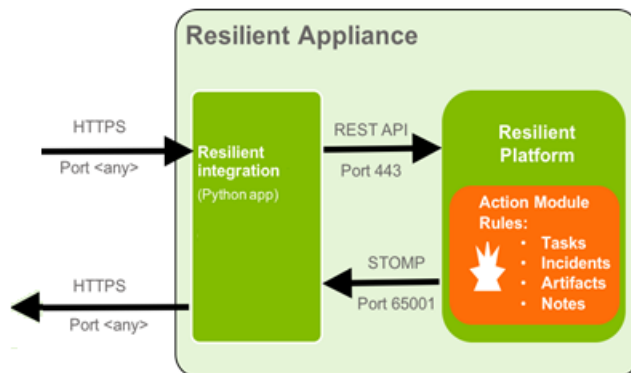 Resilient Appliance
HTTPS
Port <any>
Resilient
integration
(Python app)
REST API
Port 443
Resilient
Platform
Action Module
Rules:
• Tasks
• Incidents
• Artifacts
• Notes
STOMP
Port 65001
HTTPS
Port <any>